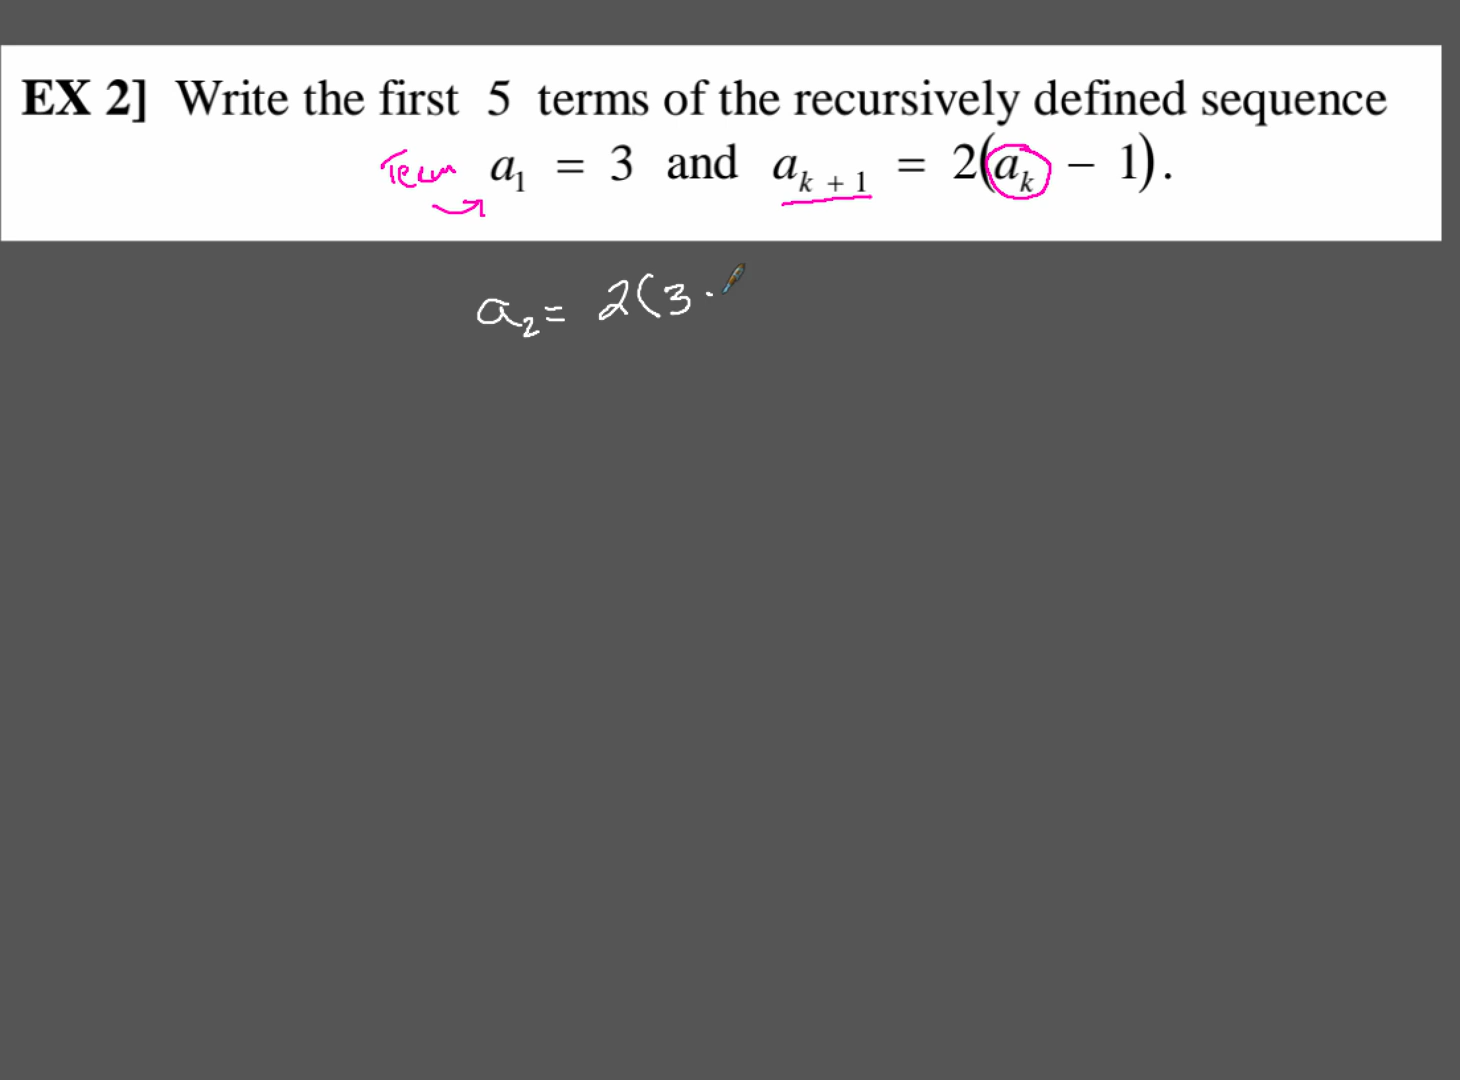 EX 2] Write the first 5 terms of the recursively defined sequence
Term a₁ = 3 and aₖ₊₁ = 2(aₖ − 1).
a₂ = 2(3 -